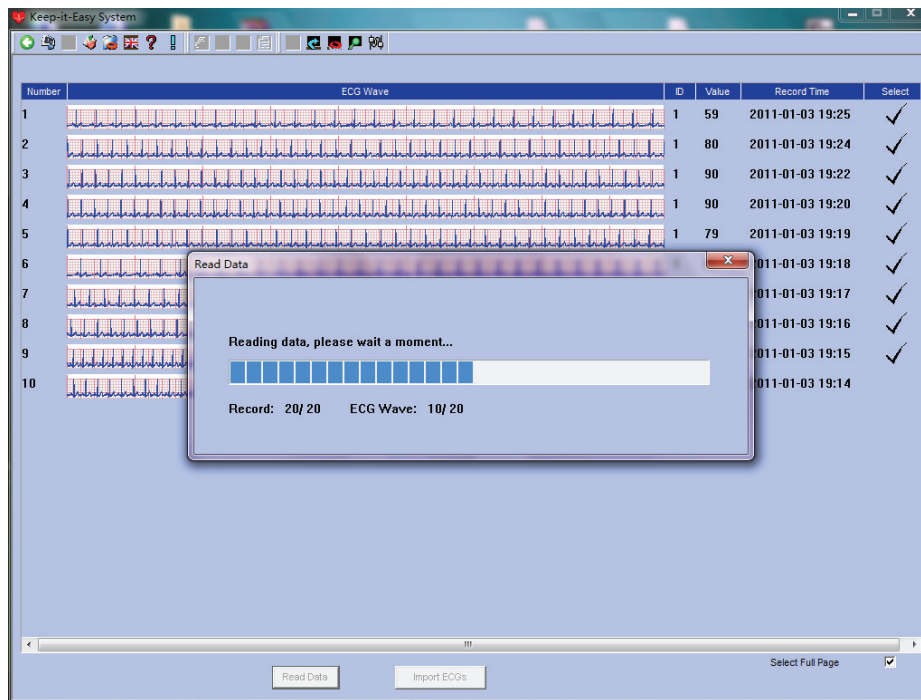 Keep-it-Easy System
Number ECG Wave ID Value Record Time Select
1 1 59 2011-01-03 19:25
2 1 80 2011-01-03 19:24
3 1 90 2011-01-03 19:22
4 1 90 2011-01-03 19:20
5 1 79 2011-01-03 19:19
6 011-01-03 19:18
7 011-01-03 19:17
8 011-01-03 19:16
9 011-01-03 19:15
10 011-01-03 19:14
Read Data
Reading data, please wait a moment...
Record: 20/20 ECG Wave: 10/20
Select Full Page
Read Data Import ECGs